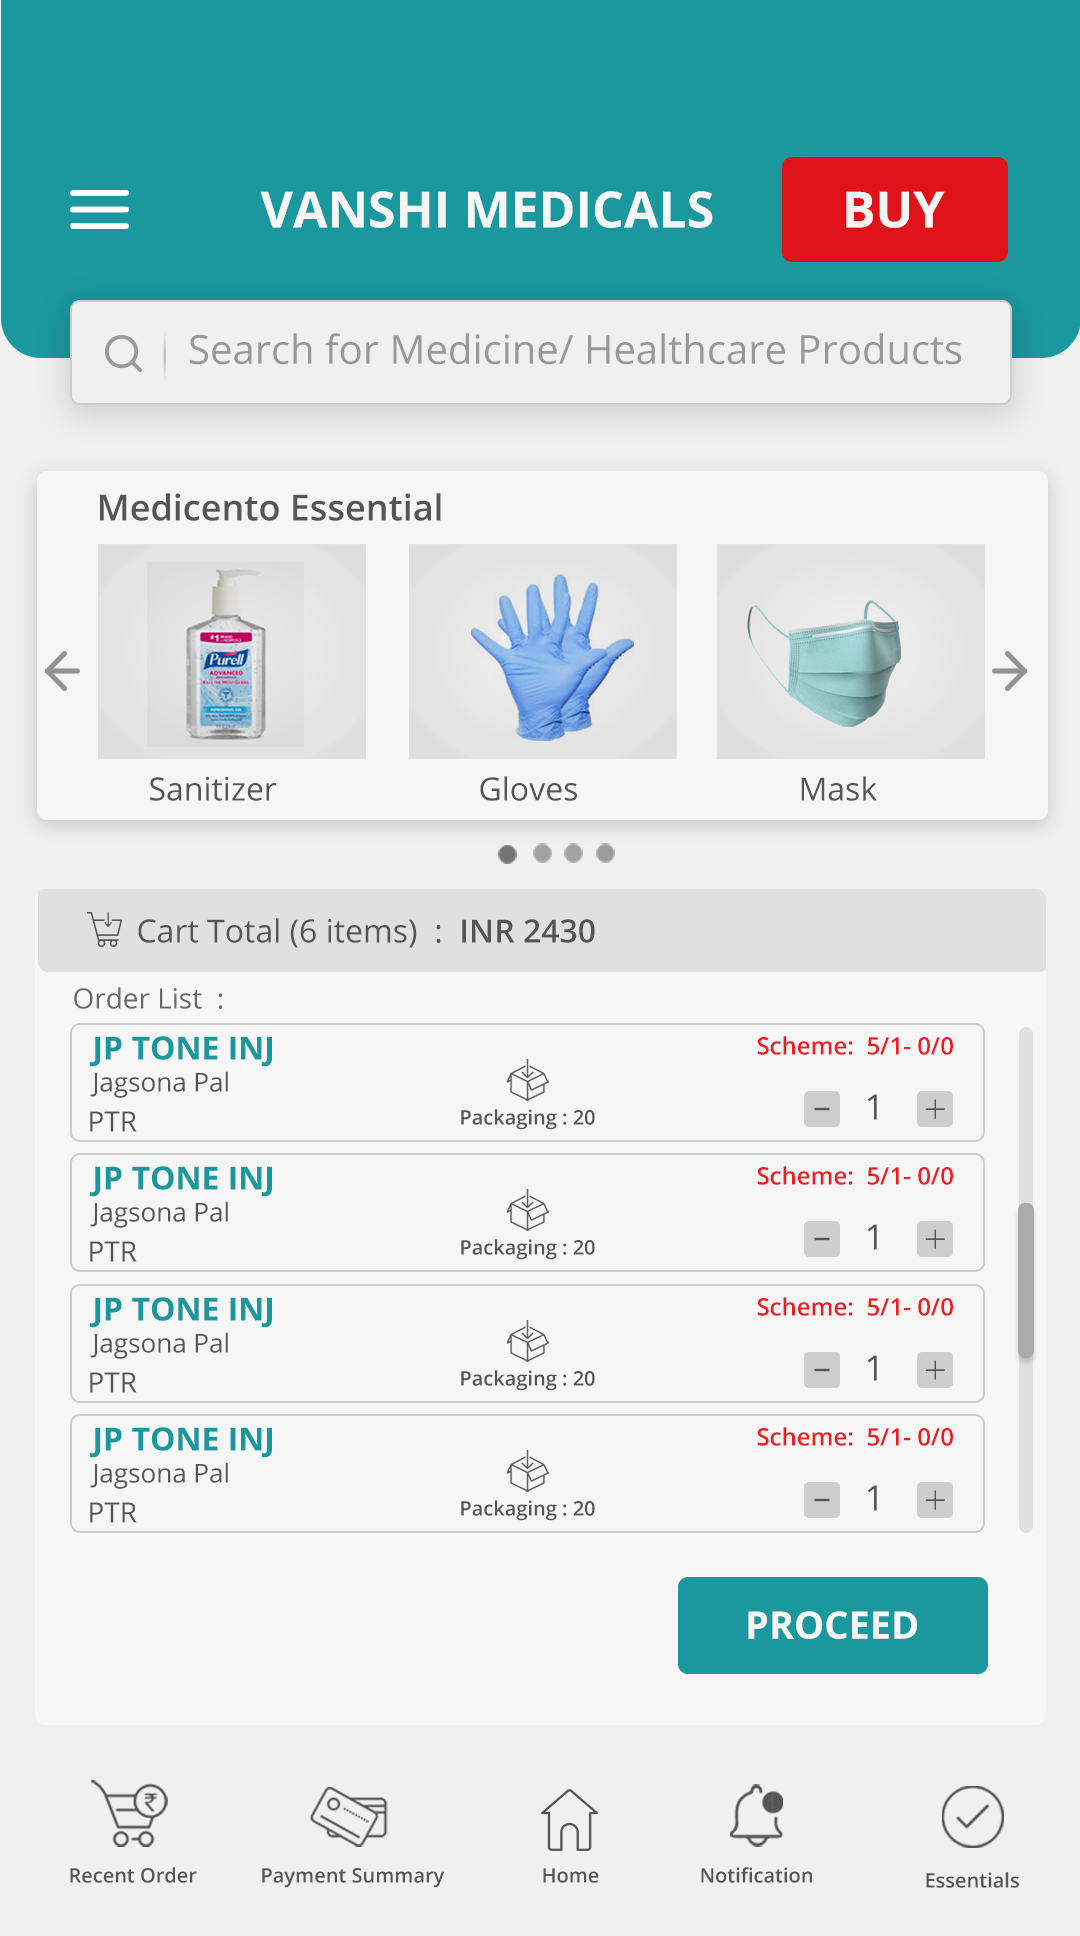 VANSHI MEDICALS
BUY
Search for Medicine/ Healthcare Products
Medicento Essential
#1
Purell
ADVANCED
Sanitizer
Gloves
Mask
Cart Total (6 items) : INR 2430
Order List :
JP TONE INJ
Scheme: 5/1- 0/0
Jagsona Pal
PTR
Packaging : 20
− 1 +
JP TONE INJ
Scheme: 5/1- 0/0
Jagsona Pal
PTR
Packaging : 20
− 1 +
JP TONE INJ
Scheme: 5/1- 0/0
Jagsona Pal
PTR
Packaging : 20
− 1 +
JP TONE INJ
Scheme: 5/1- 0/0
Jagsona Pal
PTR
Packaging : 20
− 1 +
PROCEED
₹
Recent Order
Payment Summary
Home
Notification
Essentials